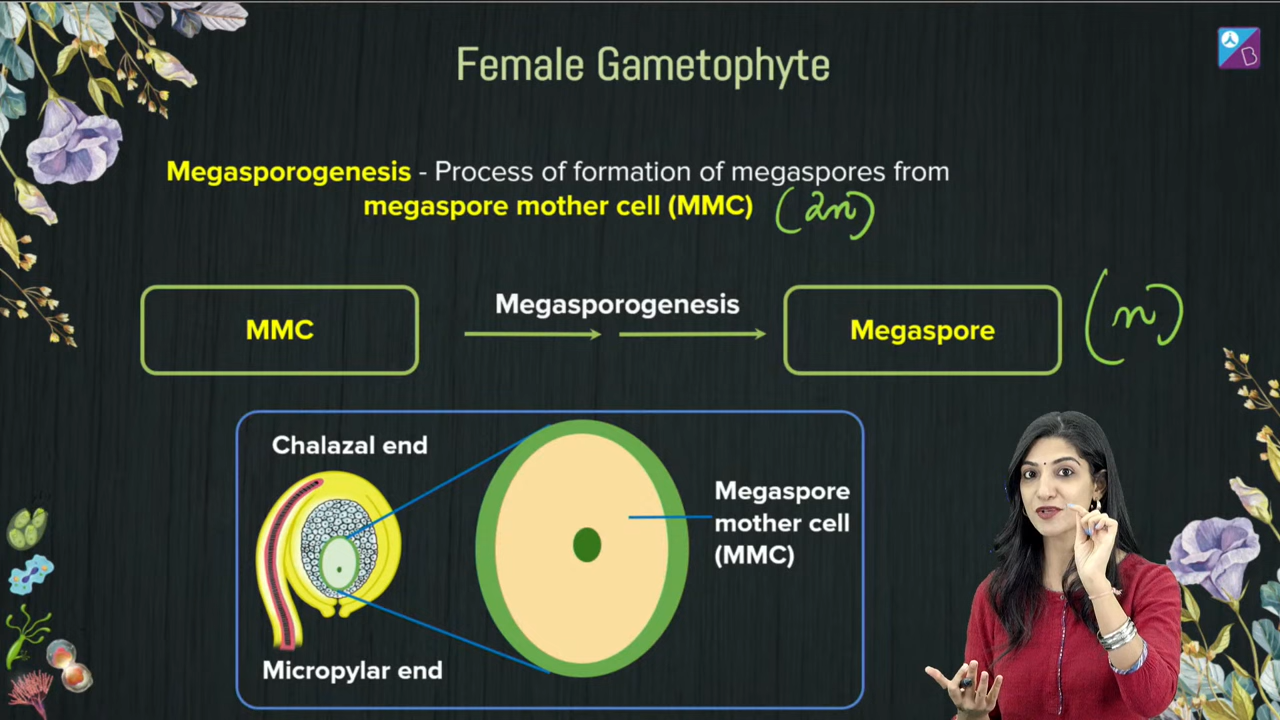 Female Gametophyte
Megasporogenesis - Process of formation of megaspores from
megaspore mother cell (MMC) (2n)
MMC
Megasporogenesis
Megaspore
(n)
Chalazal end
Megaspore
mother cell
(MMC)
Micropylar end
B